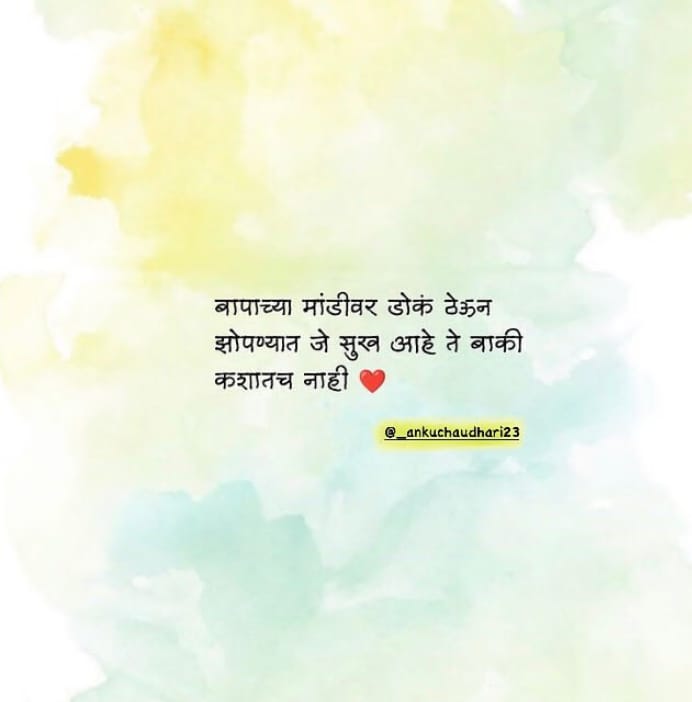 बापाच्या मांडीवर डोकं ठेऊन
झोपण्यात जे सुख आहे ते बाकी
कशातच नाही ❤️
@_ankuchaudhari23